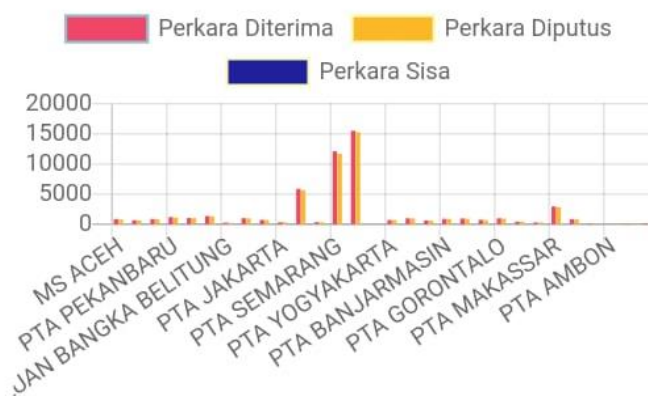 Perkara Diterima
Perkara Diputus
Perkara Sisa
20000
15000
10000
5000
0
MS ACEH
PTA PEKANBARU
JAN BANGKA BELITUNG
PTA JAKARTA
PTA SEMARANG
PTA YOGYAKARTA
PTA BANJARMASIN
PTA GORONTALO
PTA MAKASSAR
PTA AMBON